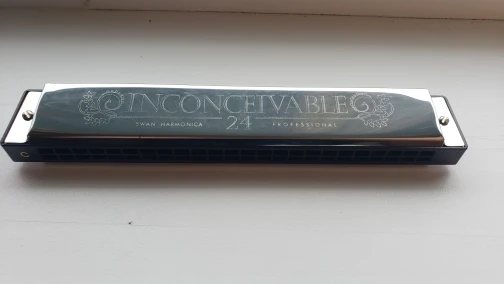 INCONCEIVABLE
SWAN HARMONICA 24 PROFESSIONAL
C